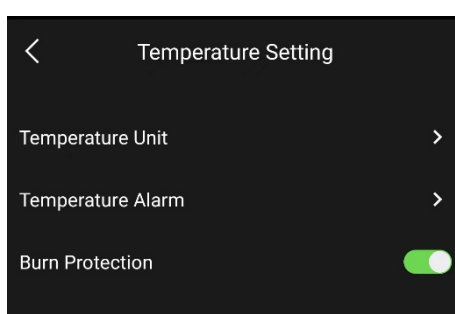 Temperature Setting
Temperature Unit
Temperature Alarm
Burn Protection